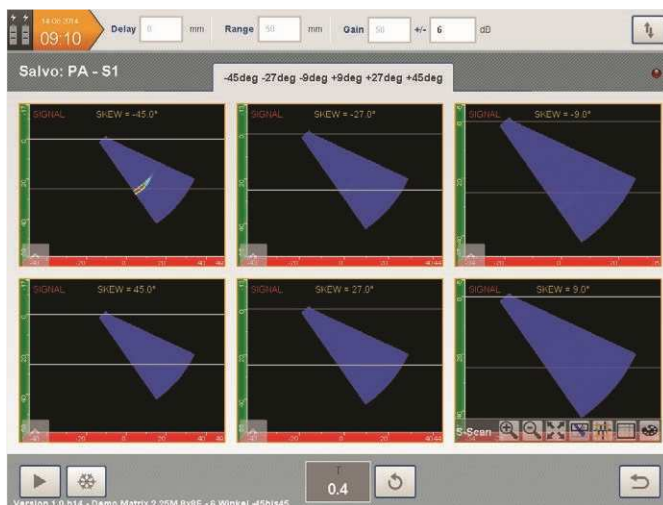 14-06-2014
09:10
Delay 0 mm Range 50 mm Gain 50 +/- 6 dB
Salvo: PA - S1
-45deg -27deg -9deg +9deg +27deg +45deg
SIGNAL SKEW = -45.0°
SIGNAL SKEW = -27.0°
SIGNAL SKEW = -9.0°
SIGNAL SKEW = 45.0°
SIGNAL SKEW = 27.0°
SIGNAL SKEW = 9.0°
S-Scan
T
0.4
Version 1.0 b14 - Demo Matrix 2.25M 8x8E - 6 Winkel -45bis45